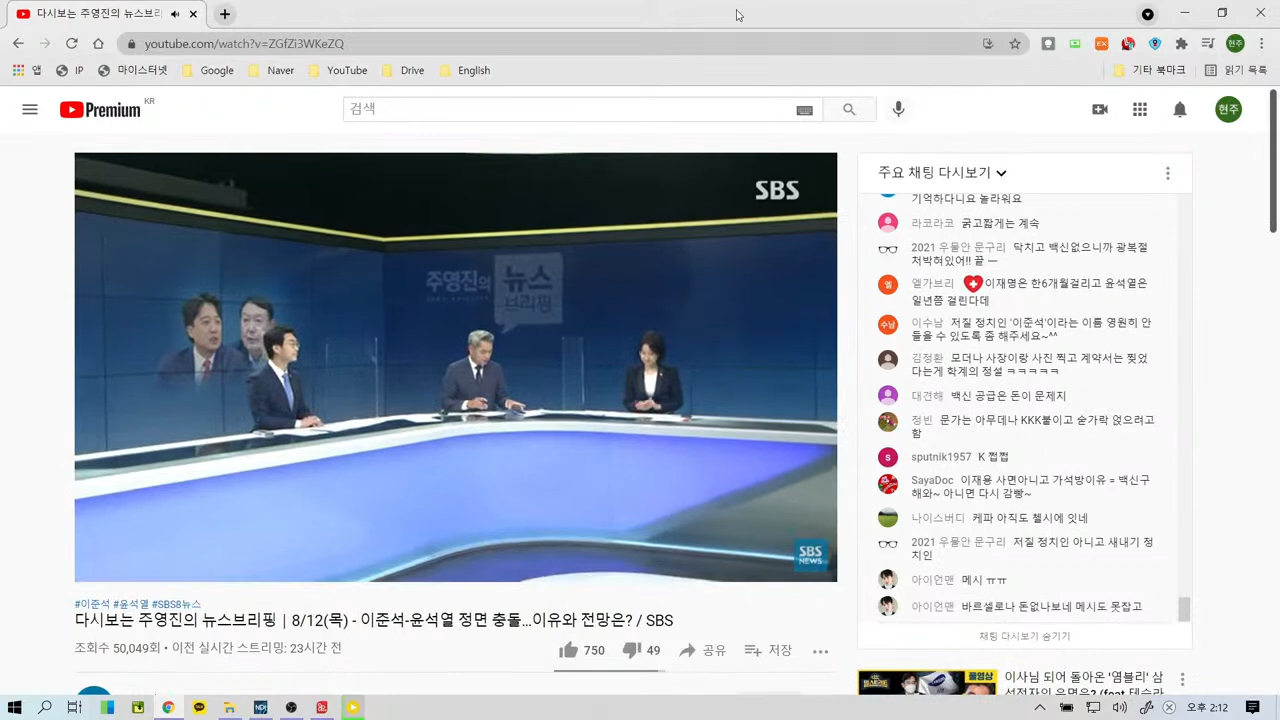 다시보는 주영진의 뉴스브리
youtube.com/watch?v=ZGfZi3WKeZQ
현주
앱
IP
마이스터넷
Google
Naver
YouTube
Drive
English
기타 북마크
읽기 목록
Premium KR
검색
현주
SBS
주영진의
뉴스
브리핑
SBS
NEWS
#이준석 #윤석열 #SBS8뉴스
다시보는 주영진의 뉴스브리핑 | 8/12(목) - 이준석-윤석열 정면 충돌…이유와 전망은? / SBS
조회수 50,049회 • 이전 실시간 스트리밍: 23시간 전
750
49
공유
저장
주요 채팅 다시보기
기억하다니요 놀라워요
라코라코 굵고짧게는 계속
2021 우물안 문구리 닥치고 백신없으니까 광복절
처박혀있어!! 끝 ㅡ
엘가브리 이재명은 한6개월걸리고 윤석열은
일년쯤 걸린다데
이수남 저질 정치인 '이준석'이라는 이름 영원히 안
들을 수 있도록 좀 해주세요~^^
김정환 모더나 사장이랑 사진 찍고 계약서는 찢었
다는게 학계의 정설 ㅋㅋㅋㅋㅋ
대견해 백신 공급은 돈이 문제지
정빈 문가는 아무데나 KKK붙이고 숟가락 얹으려고
함
sputnik1957 K 쩝쩝
SayaDoc 이재용 사면아니고 가석방이유 = 백신구
해와~ 아니면 다시 감빵~
나이스버디 케파 아직도 첼시에 잇네
2021 우물안 문구리 저질 정치인 아니고 새내기 정
치인
아이언맨 메시 ㅠㅠ
아이언맨 바르셀로나 돈없나보네 메시도 못잡고
채팅 다시보기 숨기기
풀영상
이사님 되어 돌아온 '염블리' 삼
오후 2:12